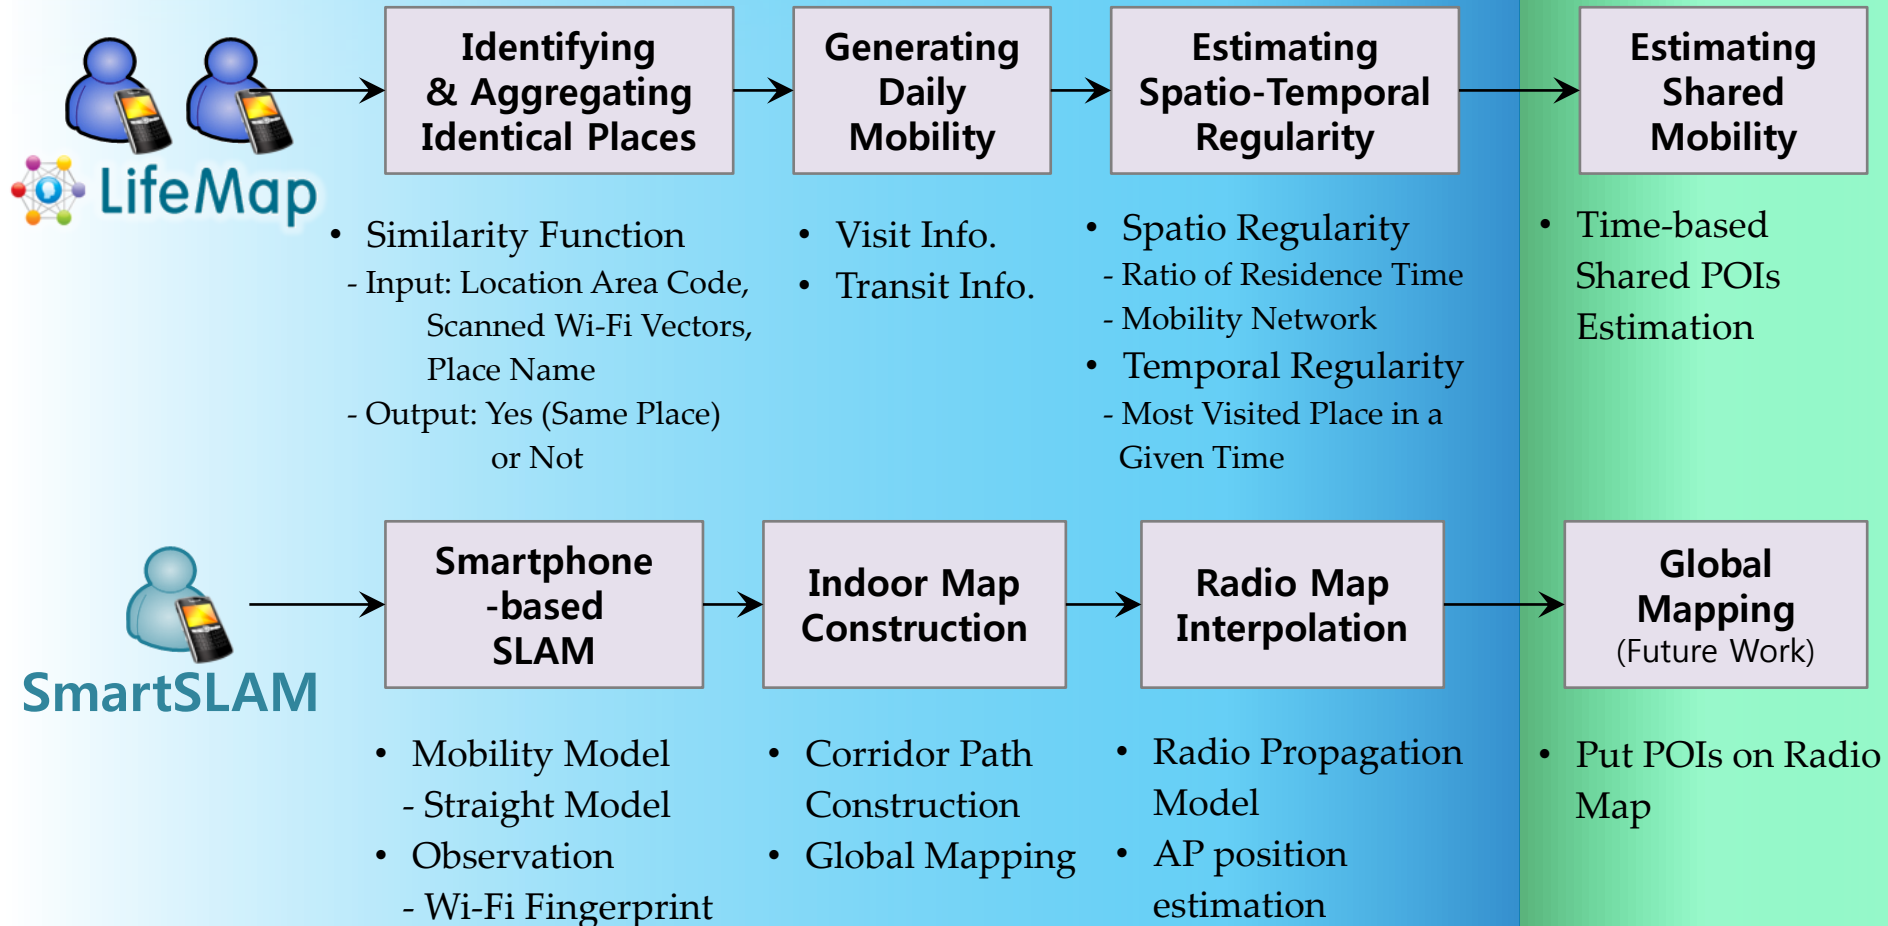 LifeMap
Identifying
& Aggregating
Identical Places
Generating
Daily
Mobility
Estimating
Spatio-Temporal
Regularity
Estimating
Shared
Mobility
• Similarity Function
- Input: Location Area Code,
Scanned Wi-Fi Vectors,
Place Name
- Output: Yes (Same Place)
or Not
• Visit Info.
• Transit Info.
• Spatio Regularity
- Ratio of Residence Time
- Mobility Network
• Temporal Regularity
- Most Visited Place in a
Given Time
• Time-based
Shared POIs
Estimation
SmartSLAM
Smartphone
-based
SLAM
Indoor Map
Construction
Radio Map
Interpolation
Global
Mapping
(Future Work)
• Mobility Model
- Straight Model
• Observation
- Wi-Fi Fingerprint
• Corridor Path
Construction
• Global Mapping
• Radio Propagation
Model
• AP position
estimation
• Put POIs on Radio
Map